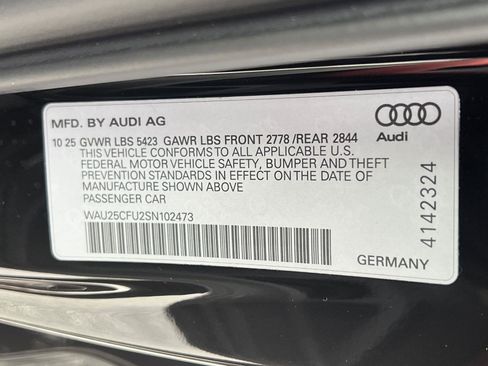 MFD. BY AUDI AG
10 25 GVWR LBS 5423 GAWR LBS FRONT 2778 /REAR 2844
THIS VEHICLE CONFORMS TO ALL APPLICABLE U.S.
FEDERAL MOTOR VEHICLE SAFETY, BUMPER AND THEFT
PREVENTION STANDARDS IN EFFECT ON THE DATE OF
MANUFACTURE SHOWN ABOVE
PASSENGER CAR
WAU25CFU2SN102473
Audi
4142324
GERMANY